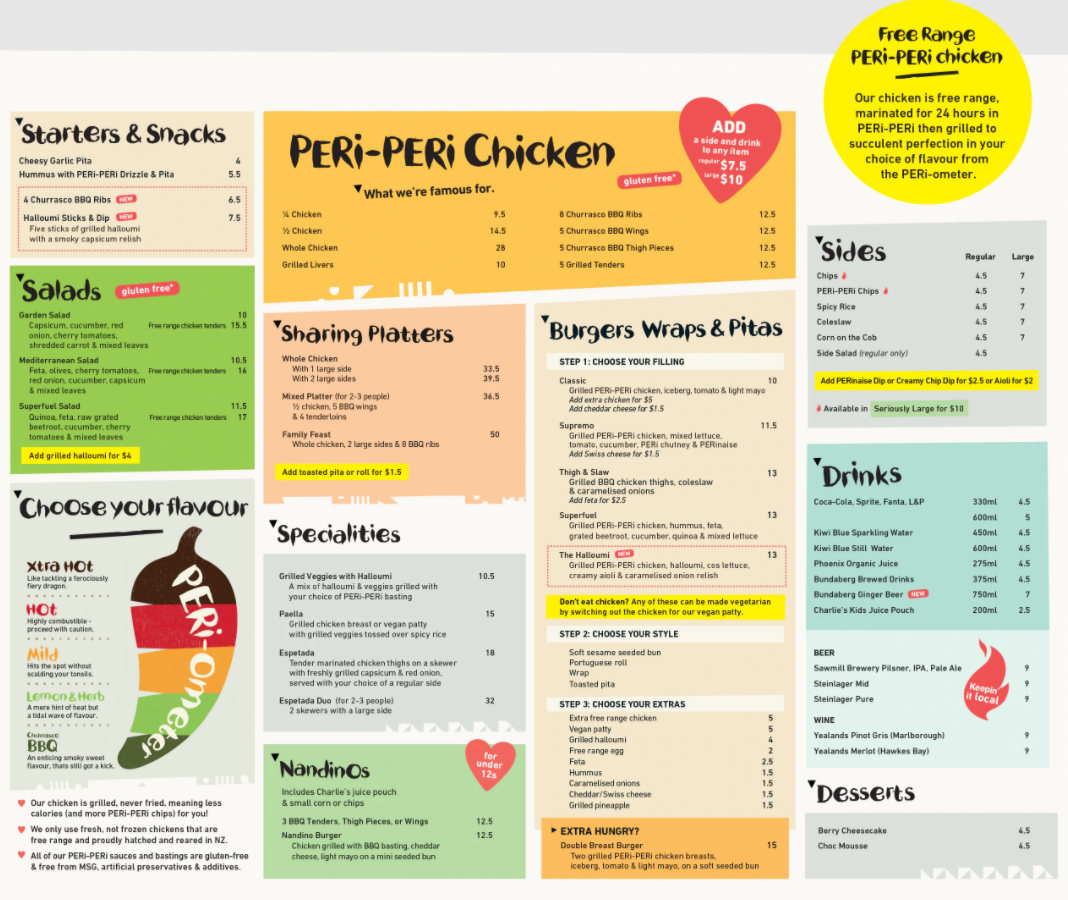 Free Range
PERi-PERi chicken
Our chicken is free range,
marinated for 24 hours in
PERi-PERi then grilled to
succulent perfection in your
choice of flavour from
the PERi-ometer.
Starters & Snacks
Cheesy Garlic Pita 4
Hummus with PERi-PERi Drizzle & Pita 5.5
4 Churrasco BBQ Ribs NEW 6.5
Halloumi Sticks & Dip NEW 7.5
Five sticks of grilled halloumi
with a smoky capsicum relish
Salads gluten free*
Garden Salad 10
Capsicum, cucumber, red
onion, cherry tomatoes, Free range chicken tenders 15.5
shredded carrot & mixed leaves
Mediterranean Salad 10.5
Feta, olives, cherry tomatoes, Free range chicken tenders 16
red onion, cucumber, capsicum
& mixed leaves
Superfuel Salad 11.5
Quinoa, feta, raw grated Free range chicken tenders 17
beetroot, cucumber, cherry
tomatoes & mixed leaves
Add grilled halloumi for $4
Choose your flavour
Xtra HOt
Like tackling a ferociously
fiery dragon.
HOt
Highly combustible -
proceed with caution.
Mild
Hits the spot without
scalding your tonsils.
Lemon & Herb
A mere hint of heat but
a tidal wave of flavour.
Churrasco
BBQ
An enticing smoky sweet
flavour, thats still got a kick.
PERi-Ometer
Our chicken is grilled, never fried, meaning less
calories (and more PERi-PERi chips) for you!
We only use fresh, not frozen chickens that are
free range and proudly hatched and reared in NZ.
All of our PERi-PERi sauces and bastings are gluten-free
& free from MSG, artificial preservatives & additives.
PERi-PERi Chicken
What we're famous for.
gluten free*
ADD
a side and drink
to any item
regular $7.5
large $10
¼ Chicken 9.5
½ Chicken 14.5
Whole Chicken 28
Grilled Livers 10
8 Churrasco BBQ Ribs 12.5
5 Churrasco BBQ Wings 12.5
5 Churrasco BBQ Thigh Pieces 12.5
5 Grilled Tenders 12.5
Sharing Platters
Whole Chicken
With 1 large side 33.5
With 2 large sides 39.5
Mixed Platter (for 2-3 people) 36.5
½ chicken, 5 BBQ wings
& 4 tenderloins
Family Feast 50
Whole chicken, 2 large sides & 8 BBQ ribs
Add toasted pita or roll for $1.5
Specialities
Grilled Veggies with Halloumi 10.5
A mix of halloumi & veggies grilled with
your choice of PERi-PERi basting
Paella 15
Grilled chicken breast or vegan patty
with grilled veggies tossed over spicy rice
Espetada 18
Tender marinated chicken thighs on a skewer
with freshly grilled capsicum & red onion,
served with your choice of a regular side
Espetada Duo (for 2-3 people) 32
2 skewers with a large side
NandinOs
for
under
12s
Includes Charlie's juice pouch
& small corn or chips
3 BBQ Tenders, Thigh Pieces, or Wings 12.5
Nandino Burger 12.5
Chicken grilled with BBQ basting, cheddar
cheese, light mayo on a mini seeded bun
Burgers Wraps & Pitas
STEP 1: CHOOSE YOUR FILLING
Classic 10
Grilled PERi-PERi chicken, iceberg, tomato & light mayo
Add extra chicken for $5
Add cheddar cheese for $1.5
Supremo 11.5
Grilled PERi-PERi chicken, mixed lettuce,
tomato, cucumber, PERi chutney & PERinaise
Add Swiss cheese for $1.5
Thigh & Slaw 13
Grilled BBQ chicken thighs, coleslaw
& caramelised onions
Add feta for $2.5
Superfuel 13
Grilled PERi-PERi chicken, hummus, feta,
grated beetroot, cucumber, quinoa & mixed lettuce
The Halloumi NEW 13
Grilled PERi-PERi chicken, halloumi, cos lettuce,
creamy aioli & caramelised onion relish
Don't eat chicken? Any of these can be made vegetarian
by switching out the chicken for our vegan patty.
STEP 2: CHOOSE YOUR STYLE
Soft sesame seeded bun
Portuguese roll
Wrap
Toasted pita
STEP 3: CHOOSE YOUR EXTRAS
Extra free range chicken 5
Vegan patty 5
Grilled halloumi 4
Free range egg 2
Feta 2.5
Hummus 1.5
Caramelised onions 1.5
Cheddar/Swiss cheese 1.5
Grilled pineapple 1.5
EXTRA HUNGRY?
Double Breast Burger 15
Two grilled PERi-PERi chicken breasts,
iceberg, tomato & light mayo, on a soft seeded bun
Sides Regular Large
Chips 4.5 7
PERi-PERi Chips 4.5 7
Spicy Rice 4.5 7
Coleslaw 4.5 7
Corn on the Cob 4.5 7
Side Salad (regular only) 4.5
Add PERinaise Dip or Creamy Chip Dip for $2.5 or Aioli for $2
Available in Seriously Large for $10
Drinks
Coca-Cola, Sprite, Fanta, L&P 330ml 4.5
600ml 5
Kiwi Blue Sparkling Water 450ml 4.5
Kiwi Blue Still Water 600ml 4.5
Phoenix Organic Juice 275ml 4.5
Bundaberg Brewed Drinks 375ml 4.5
Bundaberg Ginger Beer NEW 750ml 7
Charlie's Kids Juice Pouch 200ml 2.5
BEER
Sawmill Brewery Pilsner, IPA, Pale Ale 9
Steinlager Mid 9
Steinlager Pure 9
Keepin'
it local
WINE
Yealands Pinot Gris (Marlborough) 9
Yealands Merlot (Hawkes Bay) 9
Desserts
Berry Cheesecake 4.5
Choc Mousse 4.5